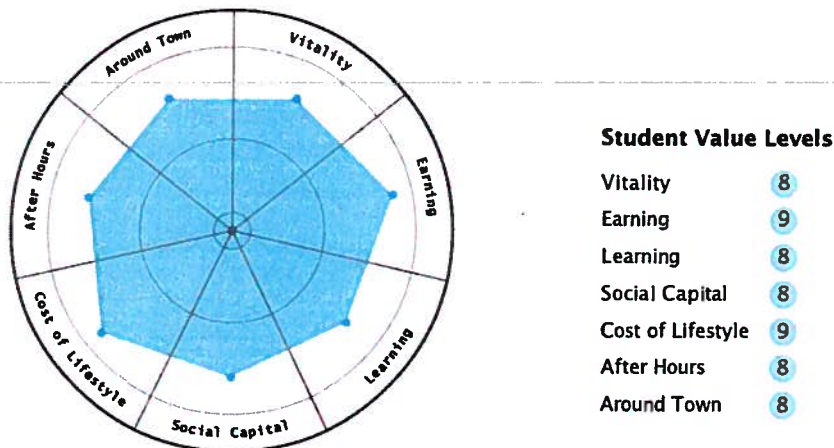 Around Town
Vitality
After Hours
Earning
Cost of Lifestyle
Learning
Social Capital
Student Value Levels
Vitality 8
Earning 9
Learning 8
Social Capital 8
Cost of Lifestyle 9
After Hours 8
Around Town 8